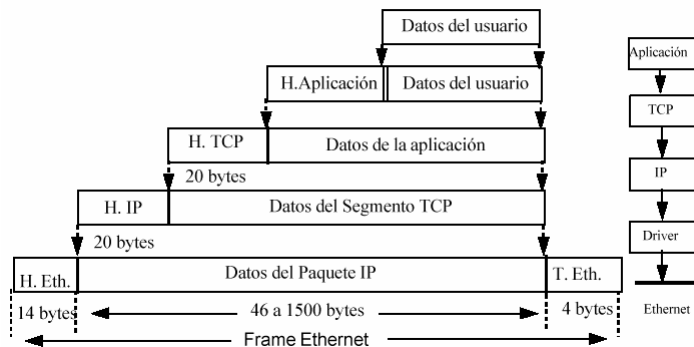 Datos del usuario
H.Aplicación Datos del usuario
H. TCP Datos de la aplicación
20 bytes
H. IP Datos del Segmento TCP
20 bytes
H. Eth. Datos del Paquete IP T. Eth.
14 bytes 46 a 1500 bytes 4 bytes
Frame Ethernet
Aplicación
TCP
IP
Driver
Ethernet